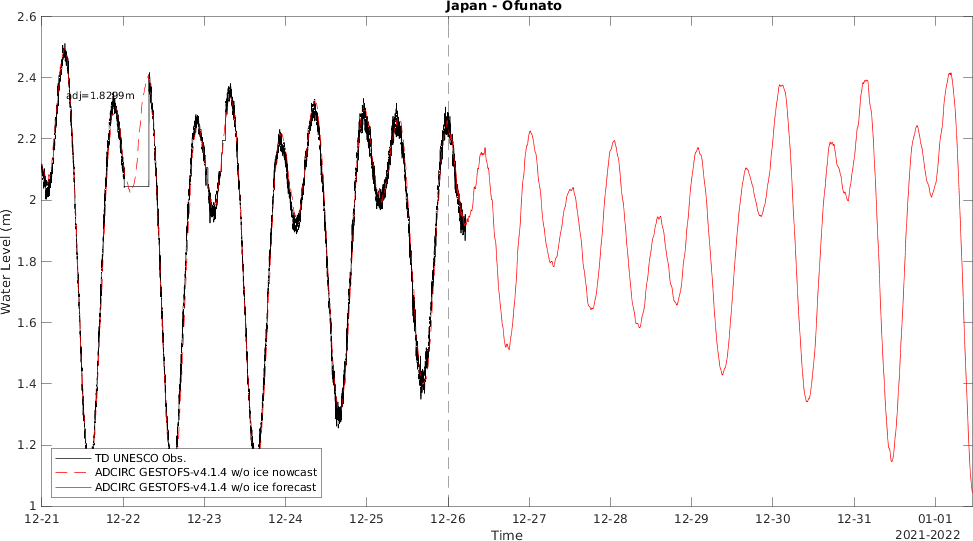 Japan - Ofunato
2.6
2.4
2.2
2
1.8
1.6
1.4
1.2
1
Water Level (m)
adj=1.8299m
TD UNESCO Obs.
ADCIRC GESTOFS-v4.1.4 w/o ice nowcast
ADCIRC GESTOFS-v4.1.4 w/o ice forecast
12-21 12-22 12-23 12-24 12-25 12-26 12-27 12-28 12-29 12-30 12-31 01-01
Time
2021-2022